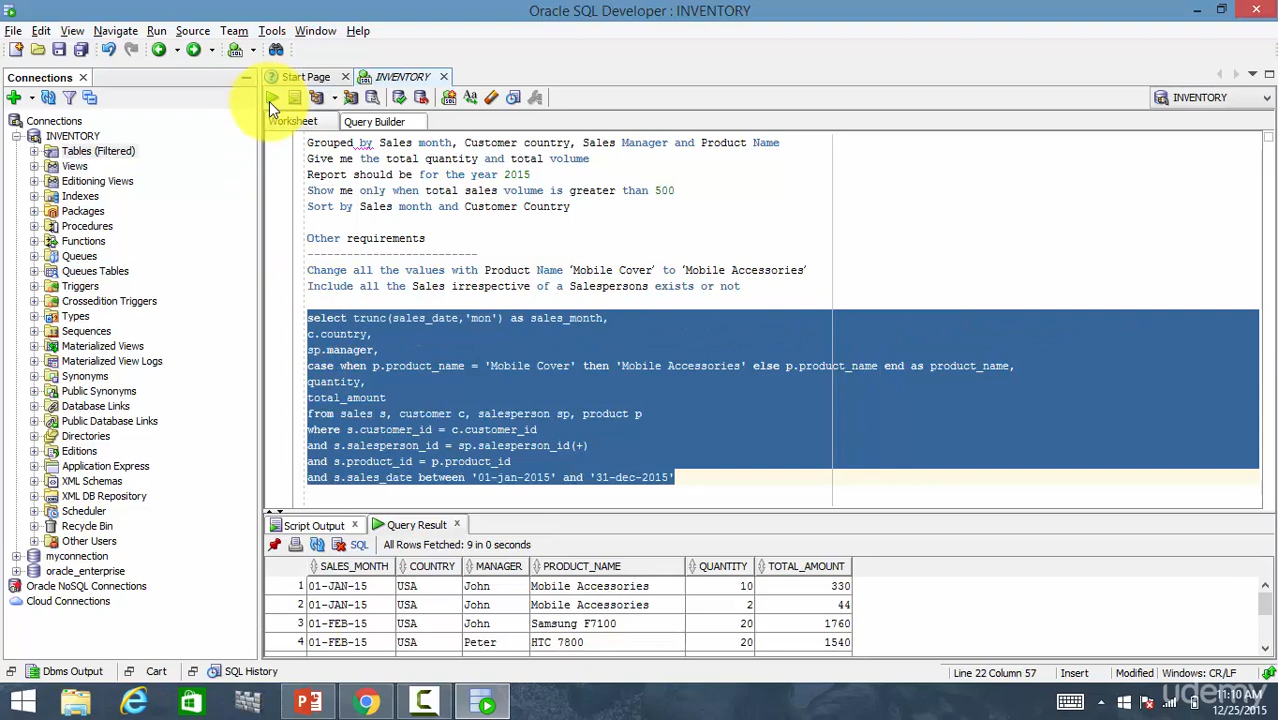 Oracle SQL Developer : INVENTORY
File Edit View Navigate Run Source Team Tools Window Help
Connections
Start Page
INVENTORY
INVENTORY
Worksheet
Query Builder
Connections
INVENTORY
Tables (Filtered)
Views
Editioning Views
Indexes
Packages
Procedures
Functions
Queues
Queues Tables
Triggers
Crossedition Triggers
Types
Sequences
Materialized Views
Materialized View Logs
Synonyms
Public Synonyms
Database Links
Public Database Links
Directories
Editions
Application Express
XML Schemas
XML DB Repository
Scheduler
Recycle Bin
Other Users
myconnection
oracle_enterprise
Oracle NoSQL Connections
Cloud Connections
Grouped by Sales month, Customer country, Sales Manager and Product Name
Give me the total quantity and total volume
Report should be for the year 2015
Show me only when total sales volume is greater than 500
Sort by Sales month and Customer Country
Other requirements
--------------------------
Change all the values with Product Name ‘Mobile Cover’ to ‘Mobile Accessories’
Include all the Sales irrespective of a Salespersons exists or not
select trunc(sales_date,'mon') as sales_month,
c.country,
sp.manager,
case when p.product_name = 'Mobile Cover' then 'Mobile Accessories' else p.product_name end as product_name,
quantity,
total_amount
from sales s, customer c, salesperson sp, product p
where s.customer_id = c.customer_id
and s.salesperson_id = sp.salesperson_id(+)
and s.product_id = p.product_id
and s.sales_date between '01-jan-2015' and '31-dec-2015'
Script Output
Query Result
SQL
All Rows Fetched: 9 in 0 seconds
SALES_MONTH COUNTRY MANAGER PRODUCT_NAME QUANTITY TOTAL_AMOUNT
1 01-JAN-15 USA John Mobile Accessories 10 330
2 01-JAN-15 USA John Mobile Accessories 2 44
3 01-FEB-15 USA John Samsung F7100 20 1760
4 01-FEB-15 USA Peter HTC 7800 20 1540
Dbms Output
Cart
SQL History
Line 22 Column 57
Insert
Modified
Windows: CR/LF
11:10 AM
12/25/2015
udemy